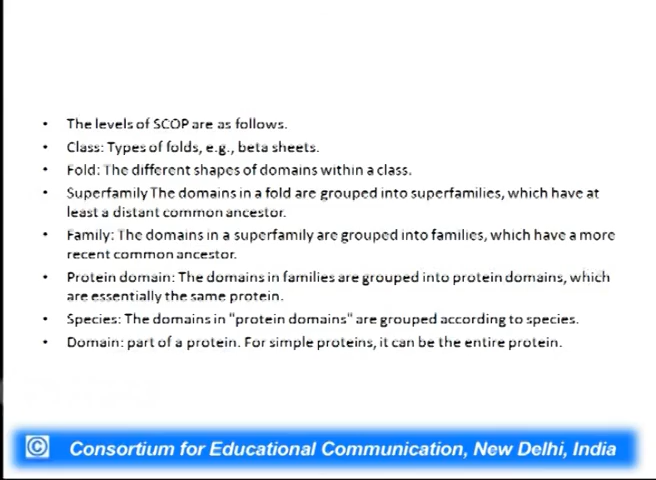 • The levels of SCOP are as follows.
• Class: Types of folds, e.g., beta sheets.
• Fold: The different shapes of domains within a class.
• Superfamily The domains in a fold are grouped into superfamilies, which have at
least a distant common ancestor.
• Family: The domains in a superfamily are grouped into families, which have a more
recent common ancestor.
• Protein domain: The domains in families are grouped into protein domains, which
are essentially the same protein.
• Species: The domains in "protein domains" are grouped according to species.
• Domain: part of a protein. For simple proteins, it can be the entire protein.
© Consortium for Educational Communication, New Delhi, India